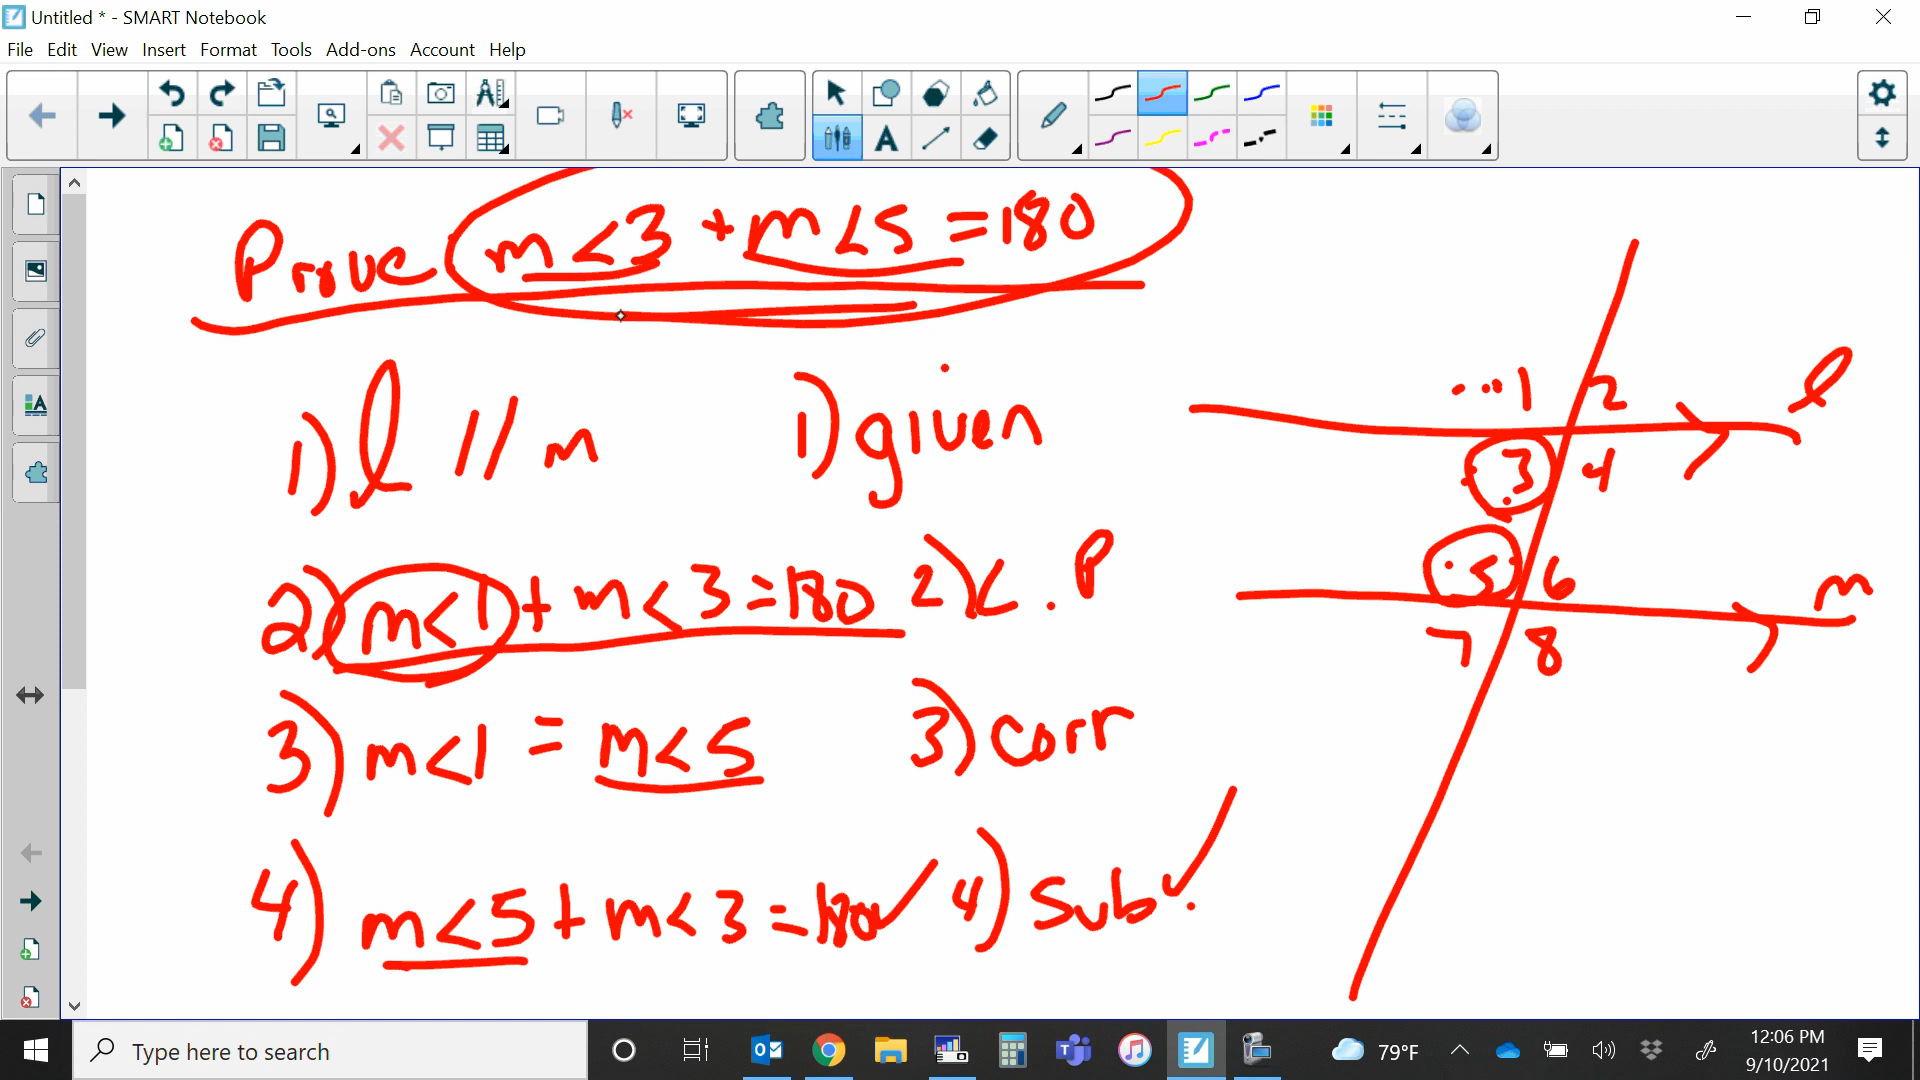 Untitled * - SMART Notebook
File Edit View Insert Format Tools Add-ons Account Help
A
A
Prove m<3 + m<5 = 180
1) l // m 1) given
2) m<1 + m<3 = 180 2) L.P
3) m<1 = m<5 3) corr
4) m<5 + m<3 = 180 4) Sub.
1 2 l
3 4
5 6 m
7 8
Type here to search
79°F
12:06 PM
9/10/2021